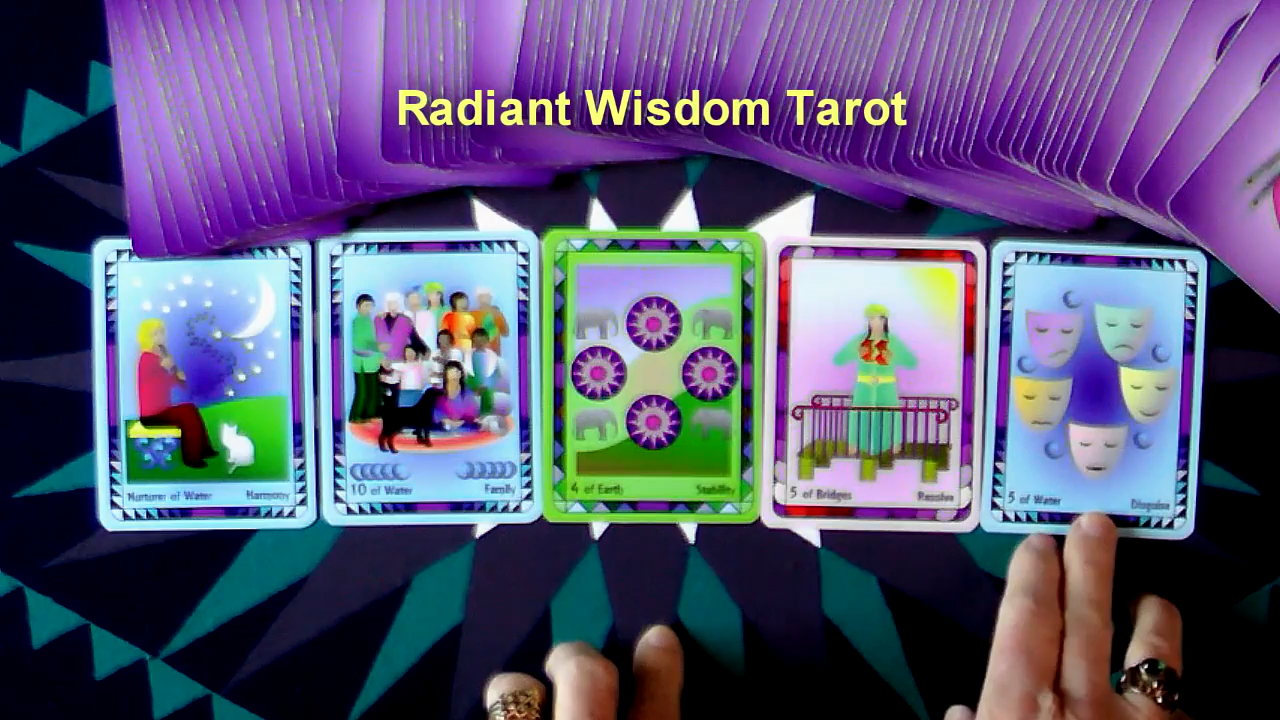 Radiant Wisdom Tarot
Nurturer of Water Harmony
10 of Water Family
4 of Earth Stability
5 of Bridges Passive
5 of Water Disguise